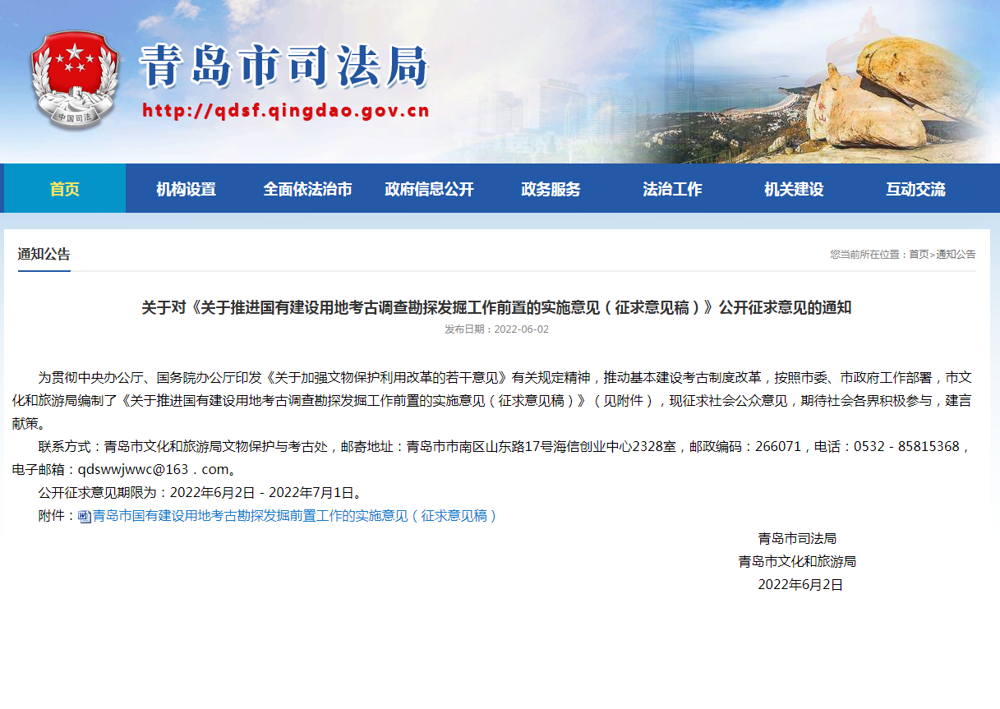 中国司法
青岛市司法局
http://qdsf.qingdao.gov.cn
首页 机构设置 全面依法治市 政府信息公开 政务服务 法治工作 机关建设 互动交流
通知公告
您当前所在位置：首页>通知公告
关于对《关于推进国有建设用地考古调查勘探发掘工作前置的实施意见（征求意见稿）》公开征求意见的通知
发布日期：2022-06-02
为贯彻中央办公厅、国务院办公厅印发《关于加强文物保护利用改革的若干意见》有关规定精神，推动基本建设考古制度改革，按照市委、市政府工作部署，市文
化和旅游局编制了《关于推进国有建设用地考古调查勘探发掘工作前置的实施意见（征求意见稿）》（见附件），现征求社会公众意见，期待社会各界积极参与，建言
献策。
联系方式：青岛市文化和旅游局文物保护与考古处，邮寄地址：青岛市市南区山东路17号海信创业中心2328室，邮政编码：266071，电话：0532－85815368，
电子邮箱：qdswwjwwc@163．com。
公开征求意见期限为：2022年6月2日－2022年7月1日。
附件：青岛市国有建设用地考古勘探发掘前置工作的实施意见（征求意见稿）
青岛市司法局
青岛市文化和旅游局
2022年6月2日